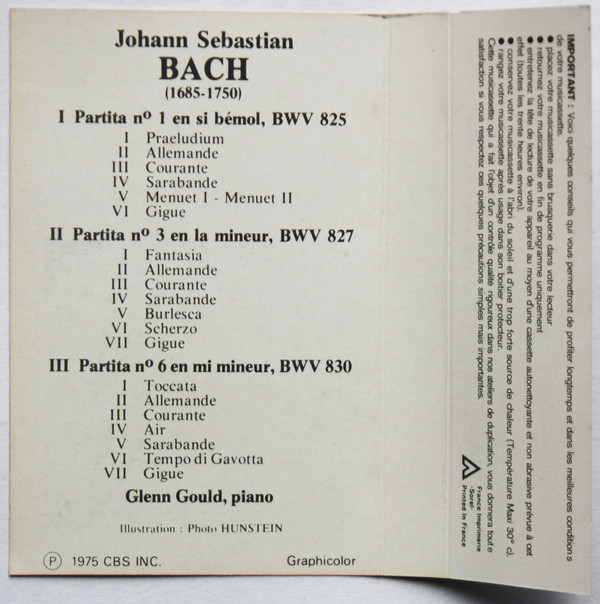 Johann Sebastian
BACH
(1685-1750)
I Partita nº 1 en si bémol, BWV 825
I Praeludium
II Allemande
III Courante
IV Sarabande
V Menuet I - Menuet II
VI Gigue
II Partita nº 3 en la mineur, BWV 827
I Fantasia
II Allemande
III Courante
IV Sarabande
V Burlesca
VI Scherzo
VII Gigue
III Partita nº 6 en mi mineur, BWV 830
I Toccata
II Allemande
III Courante
IV Air
V Sarabande
VI Tempo di Gavotta
VII Gigue
Glenn Gould, piano
Illustration : Photo HUNSTEIN
Ⓟ 1975 CBS INC.
Graphicolor
IMPORTANT : Voici quelques conseils qui vous permettront de profiter longtemps et dans les meilleures conditions
de votre musicassette.
● placez votre musicassette sans brusquerie dans votre lecteur
● retournez votre musicassette en fin de programme uniquement
● entretenez la tête de lecture de votre appareil au moyen d'une cassette autonettoyante et non abrasive prévue à cet
effet (toutes les trente heures environ).
● conservez votre musicassette à l'abri du soleil et d'une trop forte source de chaleur (Température Maxi 30° c).
● rangez votre musicassette après usage dans son boitier protecteur.
Cette musicassette qui a fait l'objet d'un contrôle qualité rigoureux dans nos ateliers de duplication, vous donnera toute
satisfaction si vous respectez ces quelques précautions simples mais importantes.
France Imprimerie
-Sorel-
Printed in France